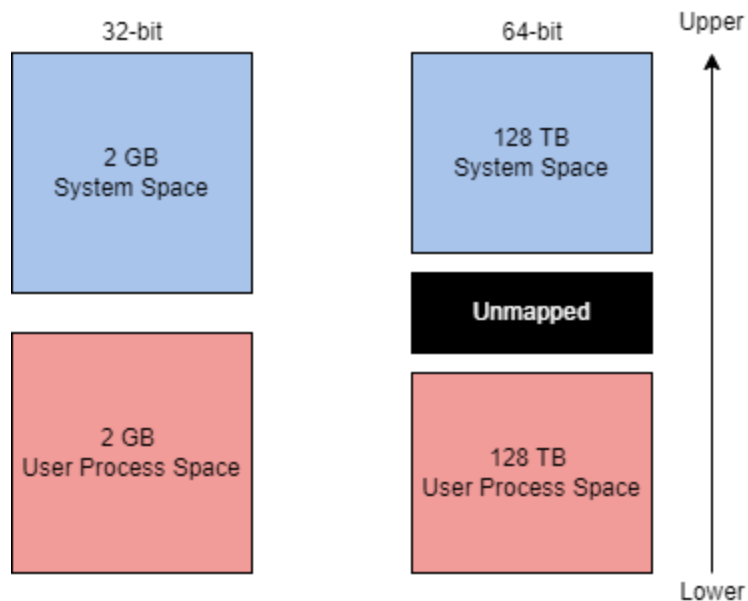 32-bit
2 GB
System Space
2 GB
User Process Space
64-bit
128 TB
System Space
Unmapped
128 TB
User Process Space
Upper
Lower